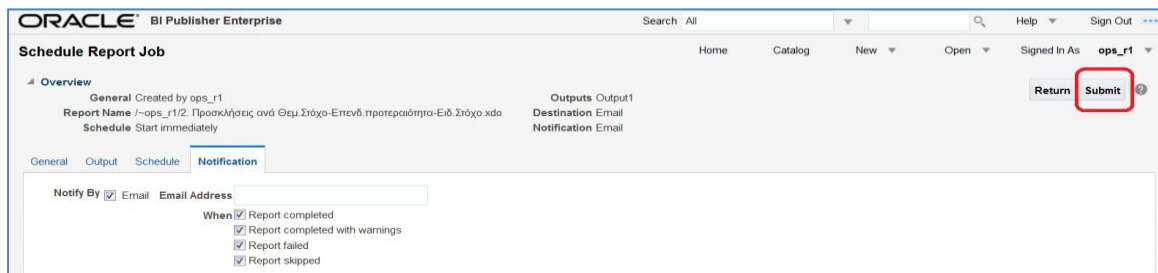 ORACLE BI Publisher Enterprise Search All Help Sign Out
Schedule Report Job Home Catalog New Open Signed In As ops_r1
Overview
General Created by ops_r1 Outputs Output1 Return Submit
Report Name /~ops_r1/2. Προσκλήσεις ανά Θεμ.Στόχο-Επενδ.προτεραιότητα-Ειδ.Στόχο.xdo Destination Email
Schedule Start immediately Notification Email
General Output Schedule Notification
Notify By Email Email Address
When Report completed
Report completed with warnings
Report failed
Report skipped